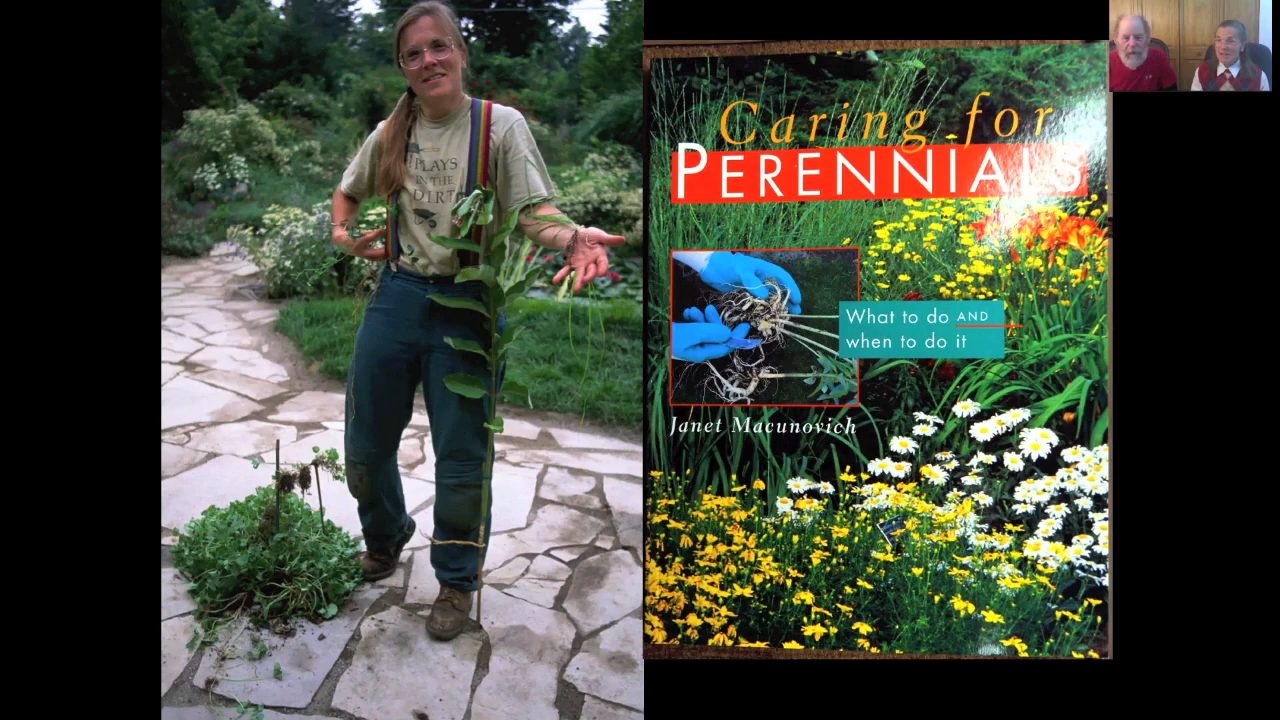 PLAYS
IN THE
DIRT
Caring for
PERENNIALS
What to do AND
when to do it
Janet Macunovich